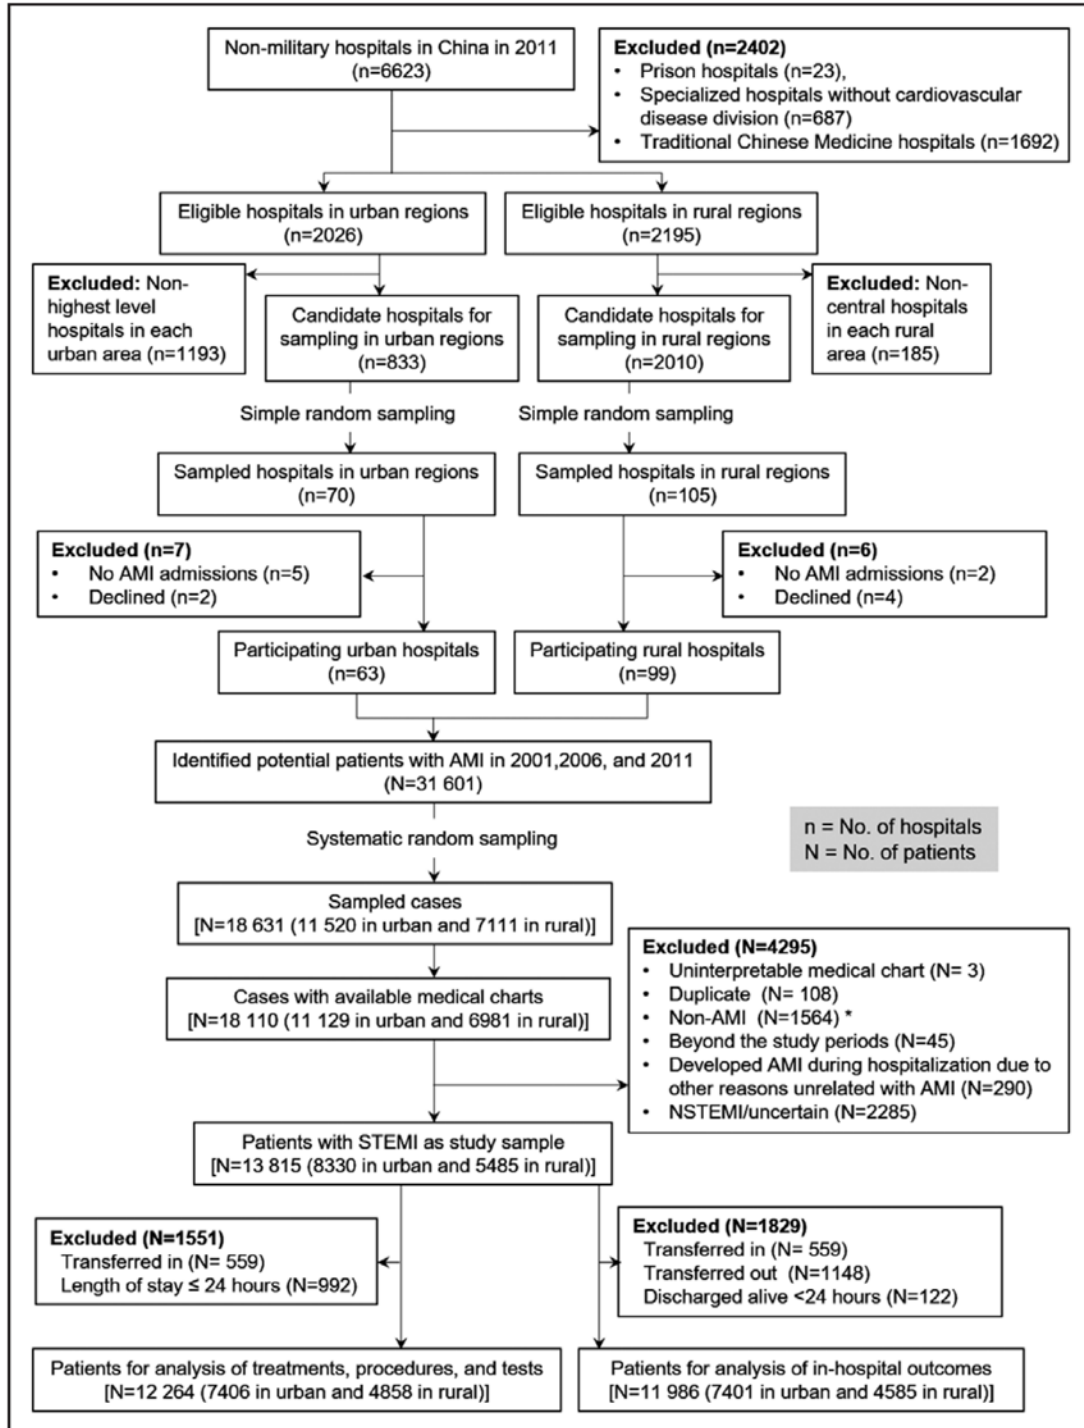 Non-military hospitals in China in 2011
(n=6623)
Excluded (n=2402)
• Prison hospitals (n=23),
• Specialized hospitals without cardiovascular
disease division (n=687)
• Traditional Chinese Medicine hospitals (n=1692)
Eligible hospitals in urban regions
(n=2026)
Eligible hospitals in rural regions
(n=2195)
Excluded: Non-
highest level
hospitals in each
urban area (n=1193)
Candidate hospitals for
sampling in urban regions
(n=833)
Candidate hospitals for
sampling in rural regions
(n=2010)
Excluded: Non-
central hospitals
in each rural
area (n=185)
Simple random sampling
Simple random sampling
Sampled hospitals in urban regions
(n=70)
Sampled hospitals in rural regions
(n=105)
Excluded (n=7)
• No AMI admissions (n=5)
• Declined (n=2)
Excluded (n=6)
• No AMI admissions (n=2)
• Declined (n=4)
Participating urban hospitals
(n=63)
Participating rural hospitals
(n=99)
Identified potential patients with AMI in 2001,2006, and 2011
(N=31 601)
n = No. of hospitals
N = No. of patients
Systematic random sampling
Sampled cases
[N=18 631 (11 520 in urban and 7111 in rural)]
Cases with available medical charts
[N=18 110 (11 129 in urban and 6981 in rural)]
Excluded (N=4295)
• Uninterpretable medical chart (N= 3)
• Duplicate (N= 108)
• Non-AMI (N=1564) *
• Beyond the study periods (N=45)
• Developed AMI during hospitalization due to
other reasons unrelated with AMI (N=290)
• NSTEMI/uncertain (N=2285)
Patients with STEMI as study sample
[N=13 815 (8330 in urban and 5485 in rural)]
Excluded (N=1551)
Transferred in (N= 559)
Length of stay ≤ 24 hours (N=992)
Excluded (N=1829)
Transferred in (N= 559)
Transferred out (N=1148)
Discharged alive <24 hours (N=122)
Patients for analysis of treatments, procedures, and tests
[N=12 264 (7406 in urban and 4858 in rural)]
Patients for analysis of in-hospital outcomes
[N=11 986 (7401 in urban and 4585 in rural)]